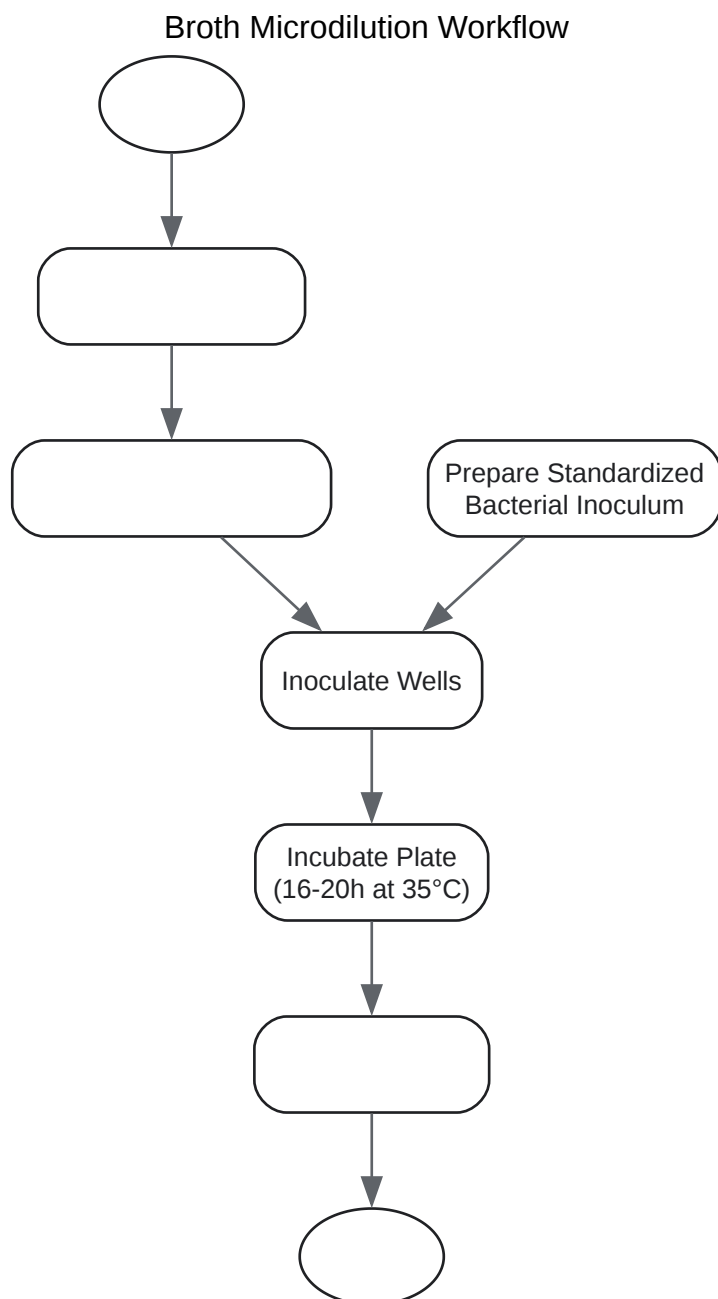 Broth Microdilution Workflow
Prepare Standardized
Bacterial Inoculum
Inoculate Wells
Incubate Plate
(16-20h at 35°C)